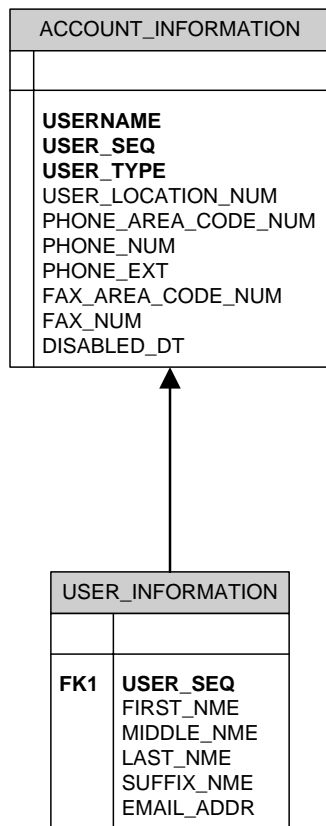 ACCOUNT_INFORMATION
USERNAME
USER_SEQ
USER_TYPE
USER_LOCATION_NUM
PHONE_AREA_CODE_NUM
PHONE_NUM
PHONE_EXT
FAX_AREA_CODE_NUM
FAX_NUM
DISABLED_DT
USER_INFORMATION
FK1 USER_SEQ
FIRST_NME
MIDDLE_NME
LAST_NME
SUFFIX_NME
EMAIL_ADDR